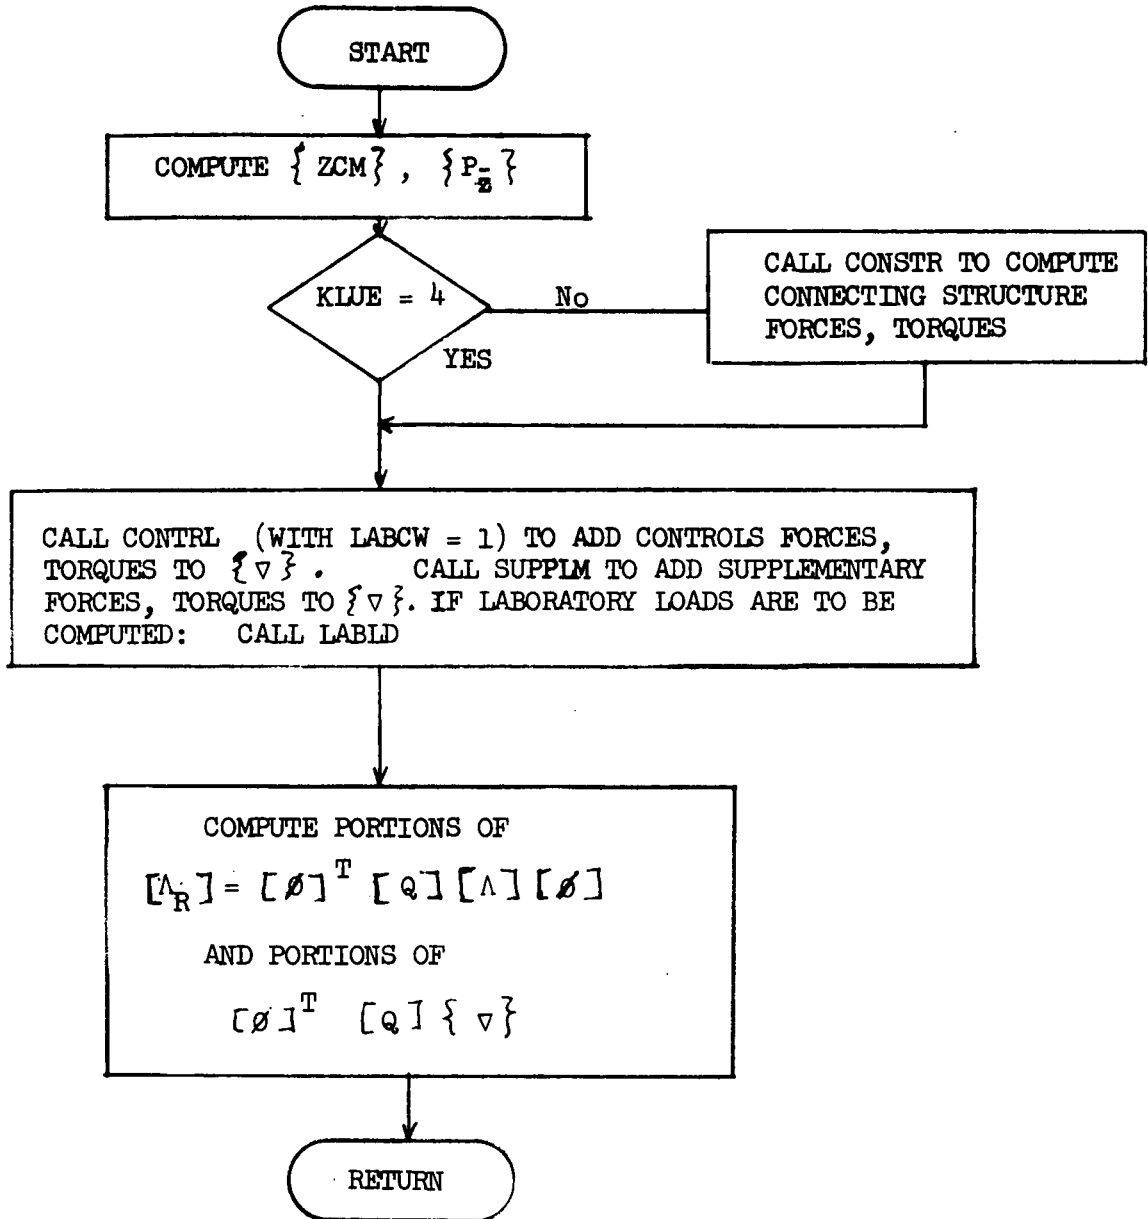 START
COMPUTE { ZCM } , { P_z̄ }
KLUE = 4
No
YES
CALL CONSTR TO COMPUTE
CONNECTING STRUCTURE
FORCES, TORQUES
CALL CONTRL (WITH LABCW = 1) TO ADD CONTROLS FORCES,
TORQUES TO { ∇ } . CALL SUPPLM TO ADD SUPPLEMENTARY
FORCES, TORQUES TO { ∇ }. IF LABORATORY LOADS ARE TO BE
COMPUTED: CALL LABLD
COMPUTE PORTIONS OF
[Λ_R] = [ø]^T [Q] [Λ] [ø]
AND PORTIONS OF
[ø]^T [Q] { ∇ }
RETURN